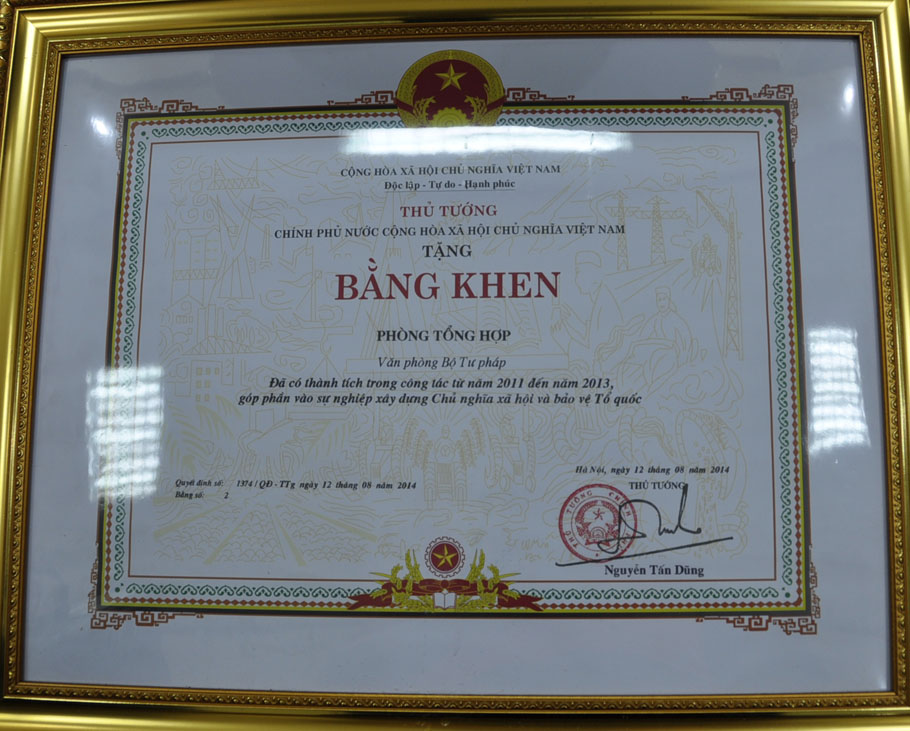 CỘNG HÒA XÃ HỘI CHỦ NGHĨA VIỆT NAM
Độc lập - Tự do - Hạnh phúc
THỦ TƯỚNG
CHÍNH PHỦ NƯỚC CỘNG HÒA XÃ HỘI CHỦ NGHĨA VIỆT NAM
TẶNG
BẰNG KHEN
PHÒNG TỔNG HỢP
Văn phòng Bộ Tư pháp
Đã có thành tích trong công tác từ năm 2011 đến năm 2013,
góp phần vào sự nghiệp xây dựng Chủ nghĩa xã hội và bảo vệ Tổ quốc
Quyết định số: 1374 / QĐ - TTg ngày 12 tháng 08 năm 2014
Bằng số: 2
Hà Nội, ngày 12 tháng 08 năm 2014
THỦ TƯỚNG
THỦ TƯỚNG CHÍNH
Nguyễn Tấn Dũng